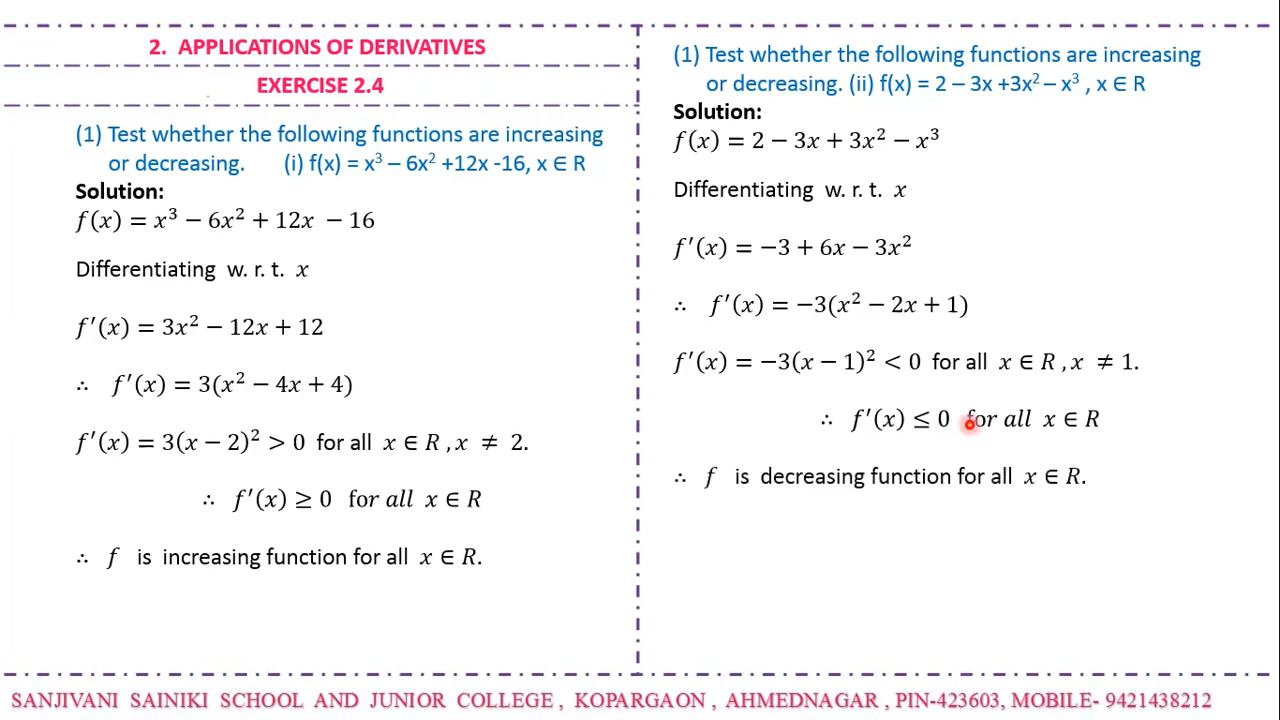 2. APPLICATIONS OF DERIVATIVES
EXERCISE 2.4
(1) Test whether the following functions are increasing
or decreasing. (i) f(x) = x³ – 6x² +12x -16, x ∈ R
Solution:
f(x) = x³ − 6x² + 12x − 16
Differentiating w. r. t. x
f′(x) = 3x² − 12x + 12
∴ f′(x) = 3(x² − 4x + 4)
f′(x) = 3(x − 2)² > 0 for all x ∈ R , x ≠ 2.
∴ f′(x) ≥ 0 for all x ∈ R
∴ f is increasing function for all x ∈ R.
(1) Test whether the following functions are increasing
or decreasing. (ii) f(x) = 2 – 3x +3x² – x³ , x ∈ R
Solution:
f(x) = 2 − 3x + 3x² − x³
Differentiating w. r. t. x
f′(x) = −3 + 6x − 3x²
∴ f′(x) = −3(x² − 2x + 1)
f′(x) = −3(x − 1)² < 0 for all x ∈ R , x ≠ 1.
∴ f′(x) ≤ 0 for all x ∈ R
∴ f is decreasing function for all x ∈ R.
SANJIVANI SAINIKI SCHOOL AND JUNIOR COLLEGE , KOPARGAON , AHMEDNAGAR , PIN-423603, MOBILE- 9421438212